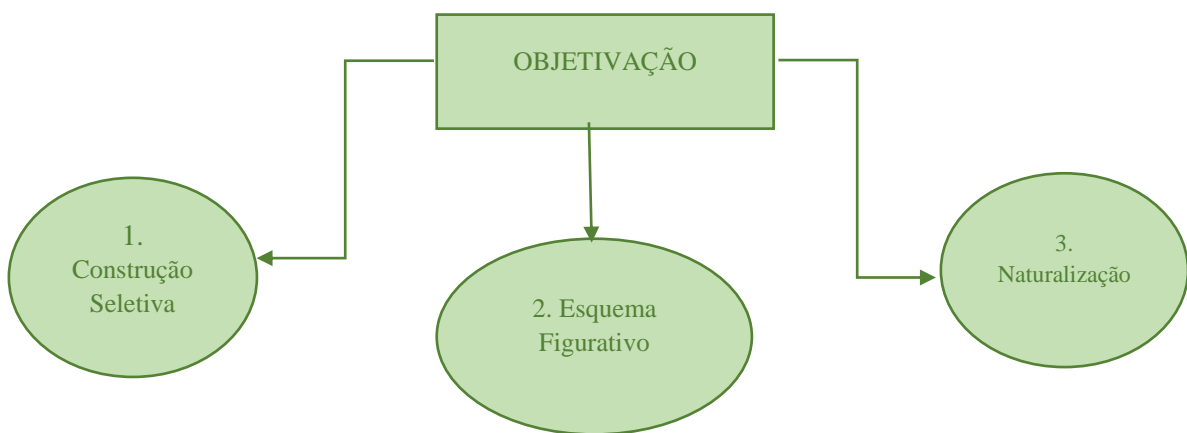 OBJETIVAÇÃO
1.
Construção
Seletiva
2. Esquema
Figurativo
3.
Naturalização